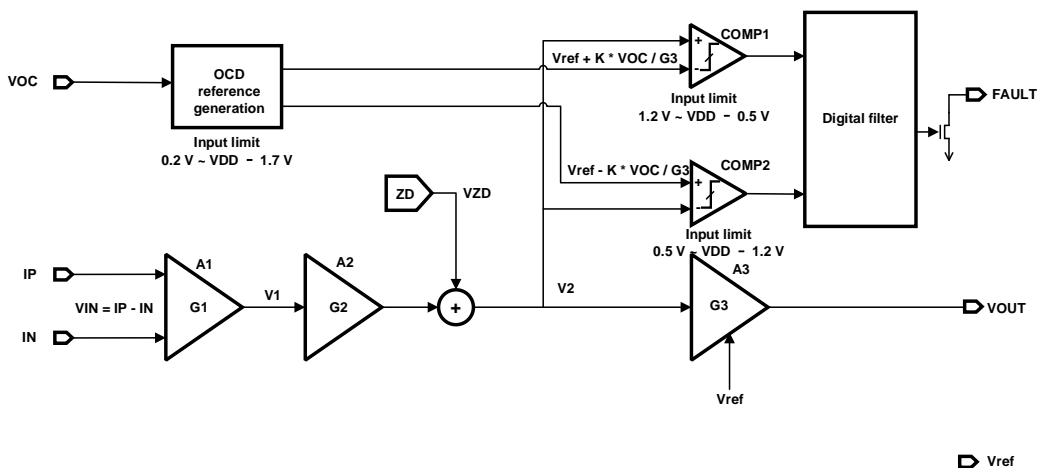 COMP1
+
-
Vref + K * VOC / G3
Input limit
1.2 V ~ VDD - 0.5 V
VOC
OCD
reference
generation
Input limit
0.2 V ~ VDD - 1.7 V
Digital filter
FAULT
Vref - K * VOC / G3
COMP2
+
-
Input limit
0.5 V ~ VDD - 1.2 V
ZD
VZD
IP
IN
VIN = IP - IN
A1
G1
V1
A2
G2
+
V2
A3
G3
VOUT
Vref
Vref